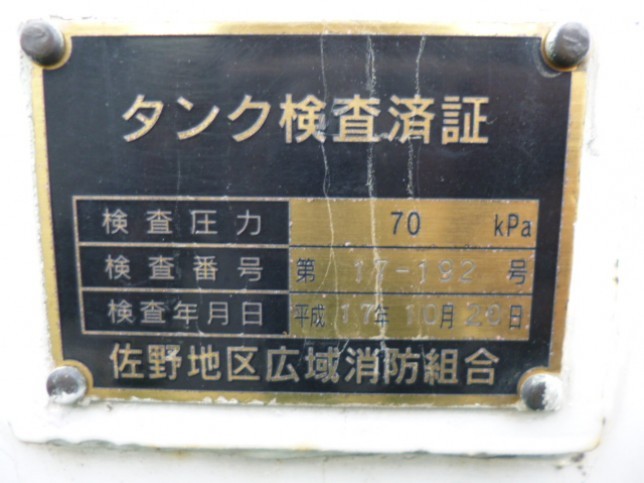 タンク検査済証
検査圧力 70 kPa
検査番号 第 17-192 号
検査年月日 平成 17年 10月 20日
佐野地区広域消防組合